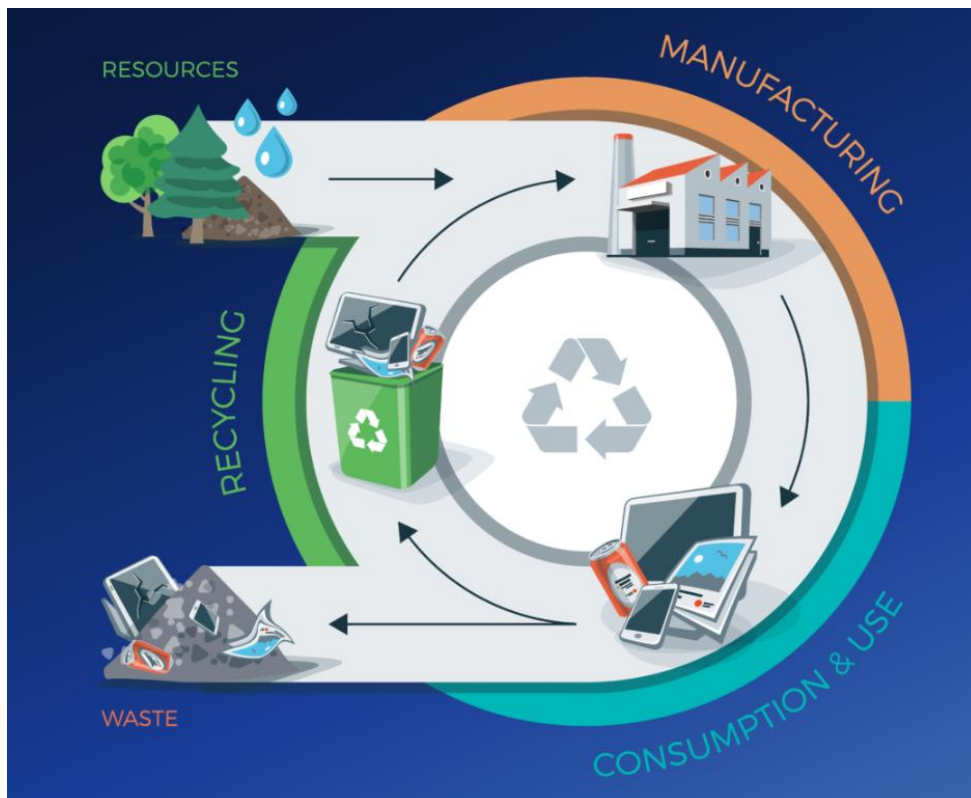 RESOURCES
MANUFACTURING
RECYCLING
WASTE
CONSUMPTION & USE